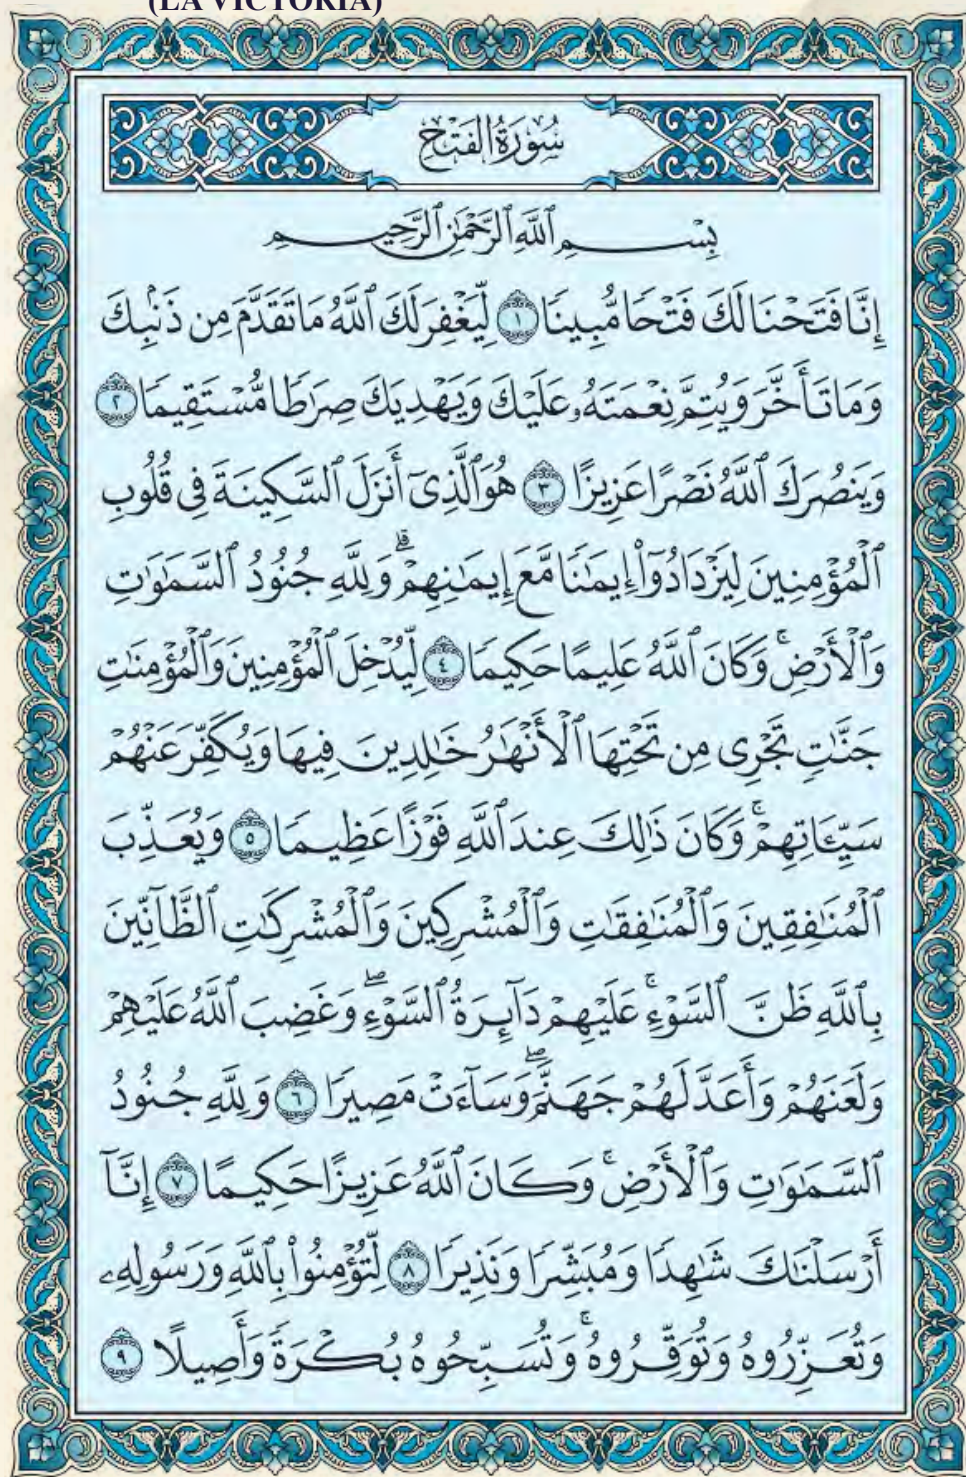 (LA VICTORIA)
سُورَةُ الْفَتْحِ
بِسْمِ ٱللَّهِ ٱلرَّحْمَٰنِ ٱلرَّحِيمِ
إِنَّا فَتَحْنَا لَكَ فَتْحًا مُّبِينًا ١ لِّيَغْفِرَ لَكَ ٱللَّهُ مَا تَقَدَّمَ مِن ذَنۢبِكَ
وَمَا تَأَخَّرَ وَيُتِمَّ نِعْمَتَهُۥ عَلَيْكَ وَيَهْدِيَكَ صِرَٰطًا مُّسْتَقِيمًا ٢
وَيَنصُرَكَ ٱللَّهُ نَصْرًا عَزِيزًا ٣ هُوَ ٱلَّذِىٓ أَنزَلَ ٱلسَّكِينَةَ فِى قُلُوبِ
ٱلْمُؤْمِنِينَ لِيَزْدَادُوٓا۟ إِيمَٰنًا مَّعَ إِيمَٰنِهِمْ ۗ وَلِلَّهِ جُنُودُ ٱلسَّمَٰوَٰتِ
وَٱلْأَرْضِ ۚ وَكَانَ ٱللَّهُ عَلِيمًا حَكِيمًا ٤ لِّيُدْخِلَ ٱلْمُؤْمِنِينَ وَٱلْمُؤْمِنَٰتِ
جَنَّٰتٍ تَجْرِى مِن تَحْتِهَا ٱلْأَنْهَٰرُ خَٰلِدِينَ فِيهَا وَيُكَفِّرَ عَنْهُمْ
سَيِّـَٔاتِهِمْ ۚ وَكَانَ ذَٰلِكَ عِندَ ٱللَّهِ فَوْزًا عَظِيمًا ٥ وَيُعَذِّبَ
ٱلْمُنَٰفِقِينَ وَٱلْمُنَٰفِقَٰتِ وَٱلْمُشْرِكِينَ وَٱلْمُشْرِكَٰتِ ٱلظَّآنِّينَ
بِٱللَّهِ ظَنَّ ٱلسَّوْءِ ۚ عَلَيْهِمْ دَآئِرَةُ ٱلسَّوْءِ ۖ وَغَضِبَ ٱللَّهُ عَلَيْهِمْ
وَلَعَنَهُمْ وَأَعَدَّ لَهُمْ جَهَنَّمَ ۖ وَسَآءَتْ مَصِيرًا ٦ وَلِلَّهِ جُنُودُ
ٱلسَّمَٰوَٰتِ وَٱلْأَرْضِ ۚ وَكَانَ ٱللَّهُ عَزِيزًا حَكِيمًا ٧ إِنَّآ
أَرْسَلْنَٰكَ شَٰهِدًا وَمُبَشِّرًا وَنَذِيرًا ٨ لِّتُؤْمِنُوا۟ بِٱللَّهِ وَرَسُولِهِۦ
وَتُعَزِّرُوهُ وَتُوَقِّرُوهُ ۚ وَتُسَبِّحُوهُ بُكْرَةً وَأَصِيلًا ٩